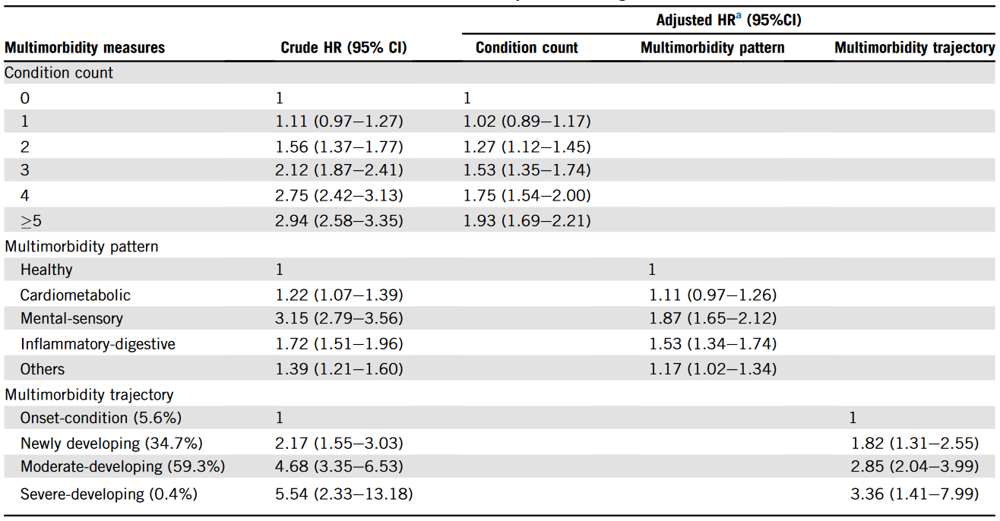 Adjusted HRa (95%CI)
Multimorbidity measures Crude HR (95% CI) Condition count Multimorbidity pattern Multimorbidity trajectory
Condition count
0 1 1
1 1.11 (0.97–1.27) 1.02 (0.89–1.17)
2 1.56 (1.37–1.77) 1.27 (1.12–1.45)
3 2.12 (1.87–2.41) 1.53 (1.35–1.74)
4 2.75 (2.42–3.13) 1.75 (1.54–2.00)
≥5 2.94 (2.58–3.35) 1.93 (1.69–2.21)
Multimorbidity pattern
Healthy 1 1
Cardiometabolic 1.22 (1.07–1.39) 1.11 (0.97–1.26)
Mental-sensory 3.15 (2.79–3.56) 1.87 (1.65–2.12)
Inflammatory-digestive 1.72 (1.51–1.96) 1.53 (1.34–1.74)
Others 1.39 (1.21–1.60) 1.17 (1.02–1.34)
Multimorbidity trajectory
Onset-condition (5.6%) 1 1
Newly developing (34.7%) 2.17 (1.55–3.03) 1.82 (1.31–2.55)
Moderate-developing (59.3%) 4.68 (3.35–6.53) 2.85 (2.04–3.99)
Severe-developing (0.4%) 5.54 (2.33–13.18) 3.36 (1.41–7.99)